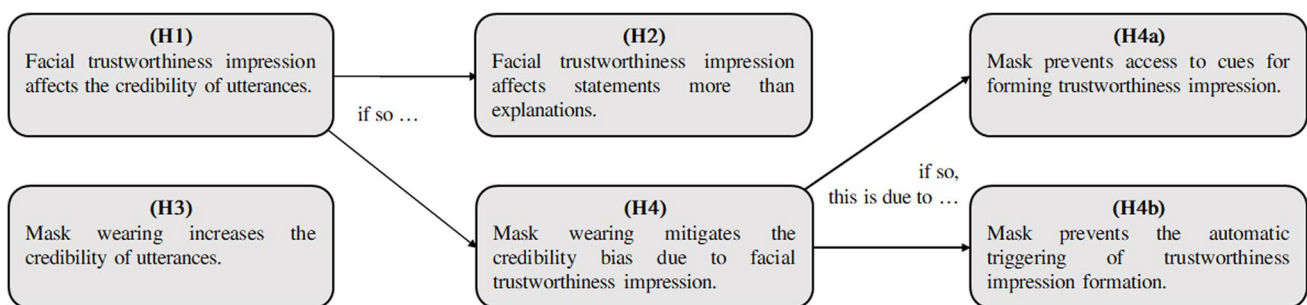 (H1)
Facial trustworthiness impression
affects the credibility of utterances.
if so …
(H2)
Facial trustworthiness impression
affects statements more than
explanations.
(H3)
Mask wearing increases the
credibility of utterances.
(H4)
Mask wearing mitigates the
credibility bias due to facial
trustworthiness impression.
if so,
this is due to …
(H4a)
Mask prevents access to cues for
forming trustworthiness impression.
(H4b)
Mask prevents the automatic
triggering of trustworthiness
impression formation.